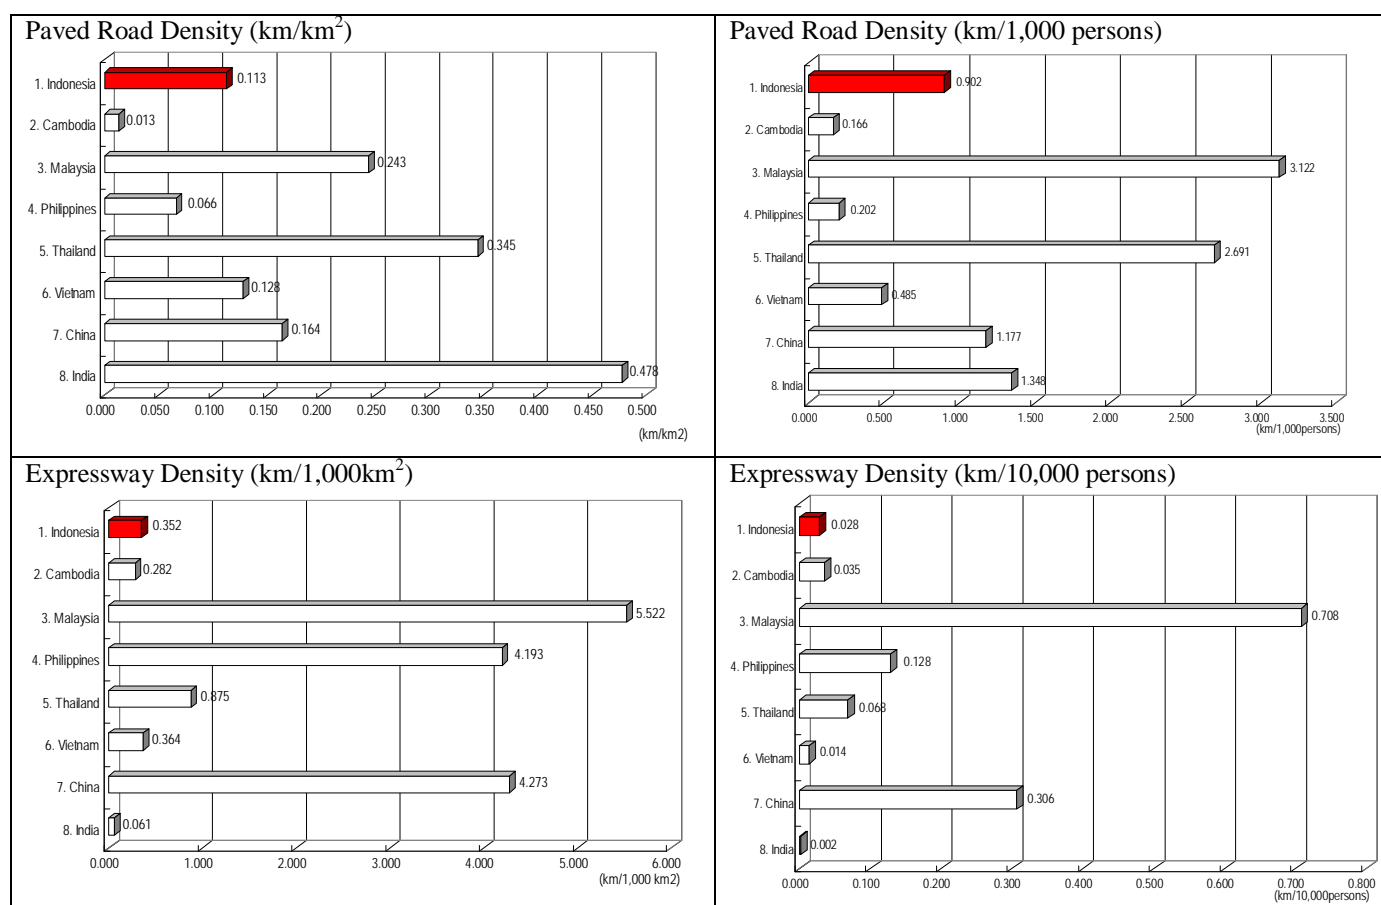 Paved Road Density (km/km²)
1. Indonesia 0.113
2. Cambodia 0.013
3. Malaysia 0.243
4. Philippines 0.066
5. Thailand 0.345
6. Vietnam 0.128
7. China 0.164
8. India 0.478
0.000 0.050 0.100 0.150 0.200 0.250 0.300 0.350 0.400 0.450 0.500
(km/km2)
Paved Road Density (km/1,000 persons)
1. Indonesia 0.902
2. Cambodia 0.166
3. Malaysia 3.122
4. Philippines 0.202
5. Thailand 2.691
6. Vietnam 0.485
7. China 1.177
8. India 1.348
0.000 0.500 1.000 1.500 2.000 2.500 3.000 3.500
(km/1,000persons)
Expressway Density (km/1,000km²)
1. Indonesia 0.352
2. Cambodia 0.282
3. Malaysia 5.522
4. Philippines 4.193
5. Thailand 0.875
6. Vietnam 0.364
7. China 4.273
8. India 0.061
0.000 1.000 2.000 3.000 4.000 5.000 6.000
(km/1,000 km2)
Expressway Density (km/10,000 persons)
1. Indonesia 0.028
2. Cambodia 0.035
3. Malaysia 0.708
4. Philippines 0.128
5. Thailand 0.068
6. Vietnam 0.014
7. China 0.306
8. India 0.002
0.000 0.100 0.200 0.300 0.400 0.500 0.600 0.700 0.800
(km/10,000persons)